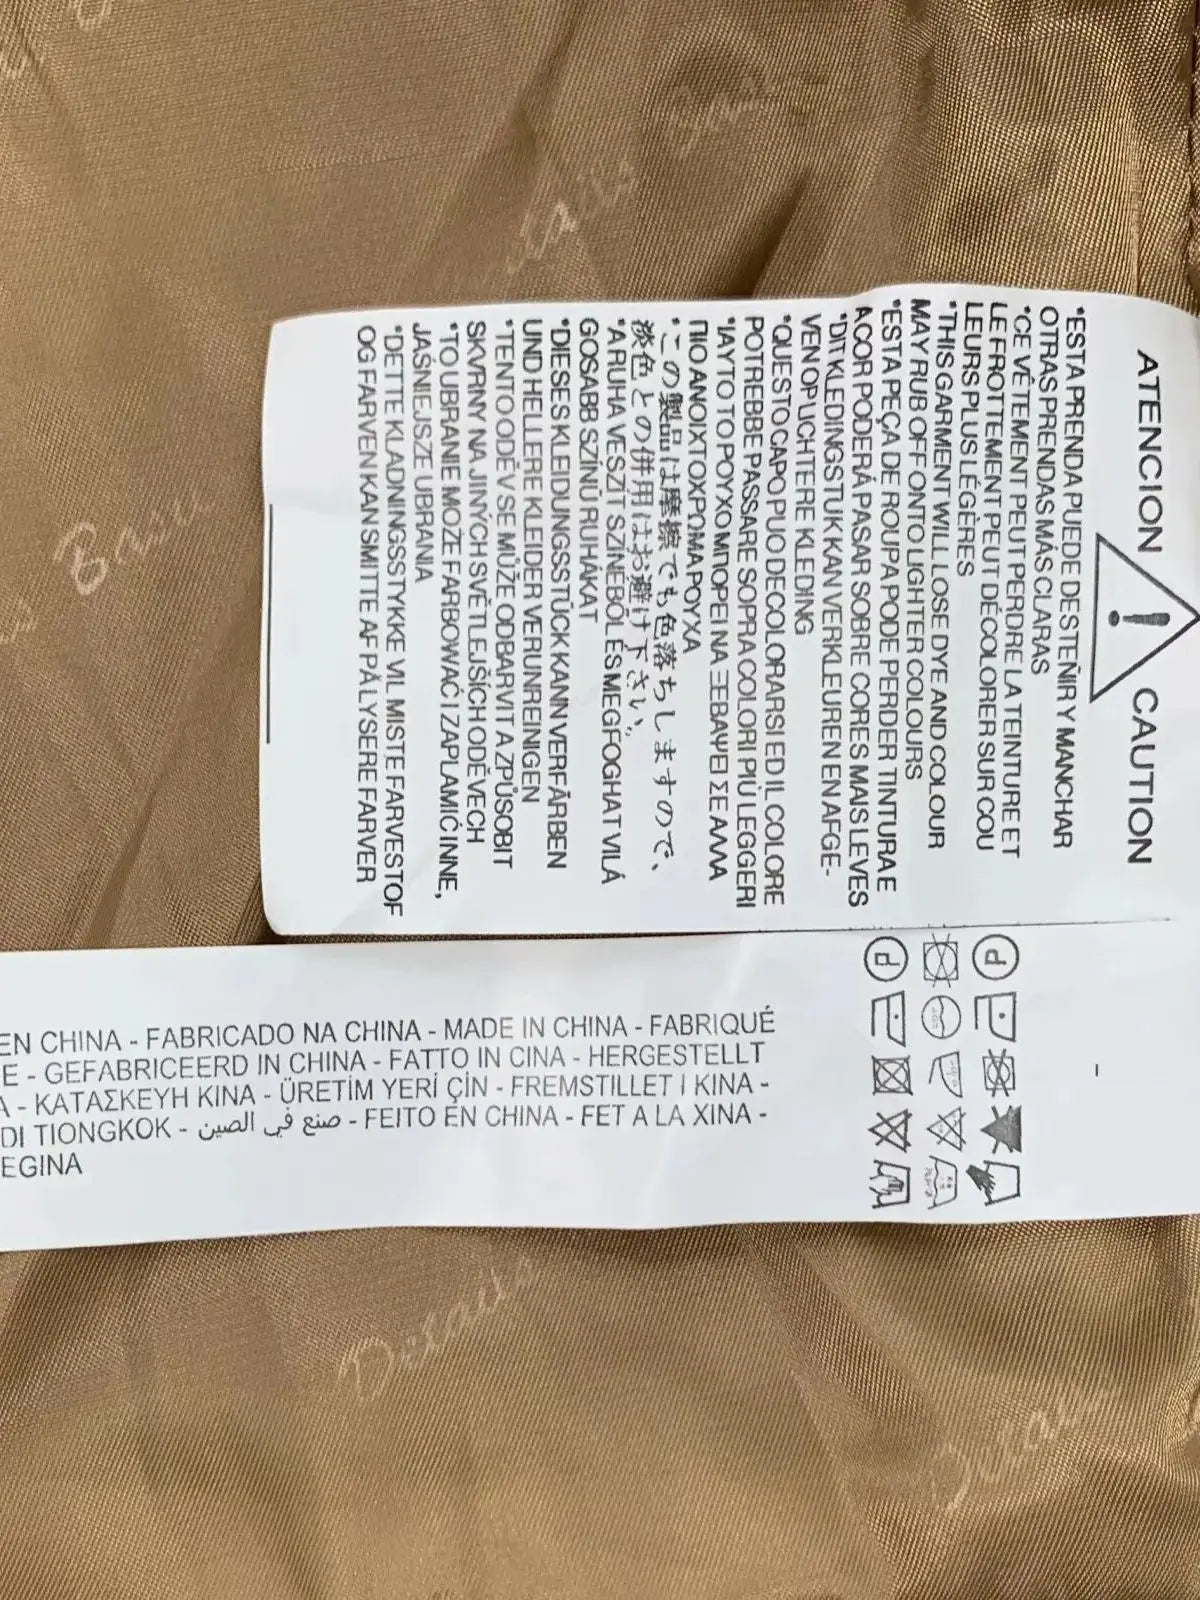 ATENCION CAUTION
*ESTA PRENDA PUEDE DESTEÑIR Y MANCHAR
OTRAS PRENDAS MÁS CLARAS
*CE VÊTEMENT PEUT PERDRE LA TEINTURE ET
LE FROTTEMENT PEUT DÉCOLORER SUR COU
LEURS PLUS LÉGÈRES
*THIS GARMENT WILL LOSE DYE AND COLOUR
MAY RUB OFF ONTO LIGHTER COLOURS
*ESTA PEÇA DE ROUPA PODE PERDER TINTURA E
A COR PODERÁ PASAR SOBRE CORES MAIS LEVES
*DIT KLEDINGSTUK KAN VERKLEUREN EN AFGE-
VEN OP LICHTERE KLEDING
*QUESTO CAPO PUO DECOLORARSI ED IL COLORE
POTREBBE PASSARE SOPRA COLORI PIÙ LEGGERI
*ΙΑΥΤΟ ΤΟ ΡΟΥΧΟ ΜΠΟΡΕΙ ΝΑ ΞΕΒΑΨΕΙ ΣΕ ΑΛΛΑ
ΠΙΟ ΑΝΟΙΧΤΟΧΡΩΜΑ ΡΟΥΧΑ
*この製品は摩擦でも色落ちしますので、
淡色との併用はお避け下さい。
*A RUHA VESZÍT SZÍNEBÖL ÉS MEGFOGHAT VILÁ
GOSABB SZÍNÜ RUHÁKAT
*DIESES KLEIDUNGSSTÜCK KANN VERFÄRBEN
UND HELLERE KLEIDER VERUNREINIGEN
*TENTO ODĚV SE MŮŽE ODBARVIT A ZPŮSOBIT
SKVRNY NA JINÝCH SVĚTLEJŠÍCH ODĚVECH
*TO UBRANIE MOŻE FARBOWAĆ I ZAPLAMIĆ INNE,
JAŚNIEJSZE UBRANIA
*DETTE KLADNINGSSTYKKE VIL MISTE FARVESTOF
OG FARVEN KAN SMITTE AF PÅ LYSERE FARVER
EN CHINA - FABRICADO NA CHINA - MADE IN CHINA - FABRIQUÉ
E - GEFABRICEERD IN CHINA - FATTO IN CINA - HERGESTELLT
A - ΚΑΤΑΣΚΕΥΗ ΚΙΝΑ - ÜRETİM YERİ ÇİN - FREMSTILLET I KINA -
DI TIONGKOK - صنع في الصين - FEITO EN CHINA - FET A LA XINA -
EGINA
P
P
Details
Details